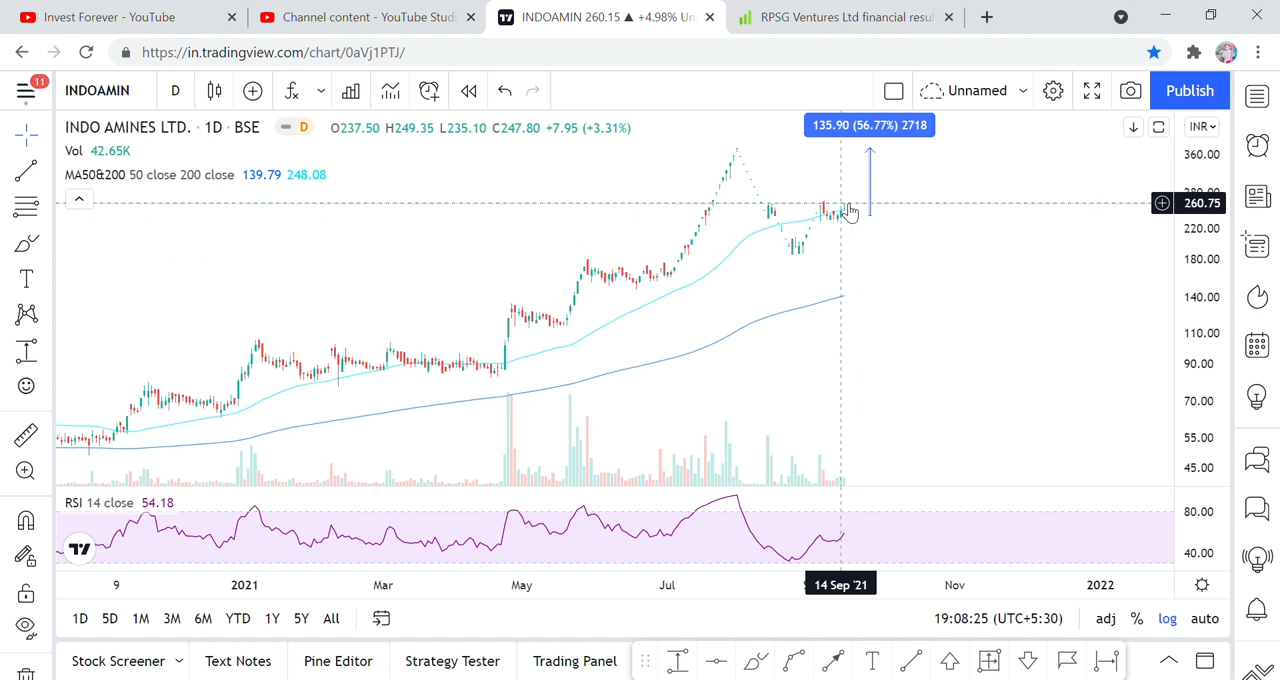 Invest Forever - YouTube
Channel content - YouTube Studi
INDOAMIN 260.15 ▲ +4.98% Un
RPSG Ventures Ltd financial resul
https://in.tradingview.com/chart/0aVj1PTJ/
11
INDOAMIN
D
Unnamed
Publish
INDO AMINES LTD. · 1D · BSE
D
O237.50 H249.35 L235.10 C247.80 +7.95 (+3.31%)
135.90 (56.77%) 2718
INR
Vol 42.65K
MA50&200 50 close 200 close 139.79 248.08
360.00
280.00
260.75
220.00
180.00
140.00
110.00
90.00
70.00
55.00
45.00
RSI 14 close 54.18
80.00
40.00
9
2021
Mar
May
Jul
14 Sep '21
Nov
2022
1D 5D 1M 3M 6M YTD 1Y 5Y All
19:08:25 (UTC+5:30)
adj % log auto
Stock Screener
Text Notes
Pine Editor
Strategy Tester
Trading Panel